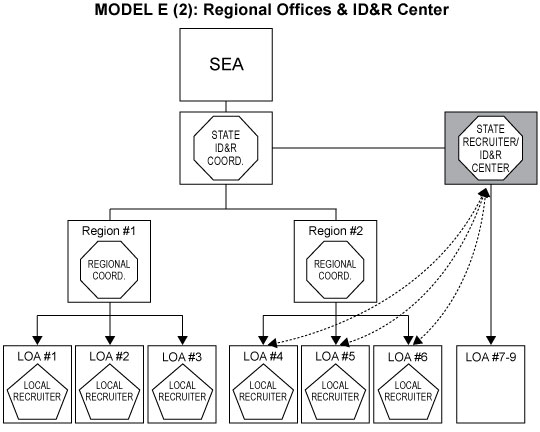 MODEL E (2): Regional Offices & ID&R Center
SEA
STATE
ID&R
COORD.
STATE
RECRUITER/
ID&R
CENTER
Region #1
REGIONAL
COORD.
Region #2
REGIONAL
COORD.
LOA #1
LOCAL
RECRUITER
LOA #2
LOCAL
RECRUITER
LOA #3
LOCAL
RECRUITER
LOA #4
LOCAL
RECRUITER
LOA #5
LOCAL
RECRUITER
LOA #6
LOCAL
RECRUITER
LOA #7-9